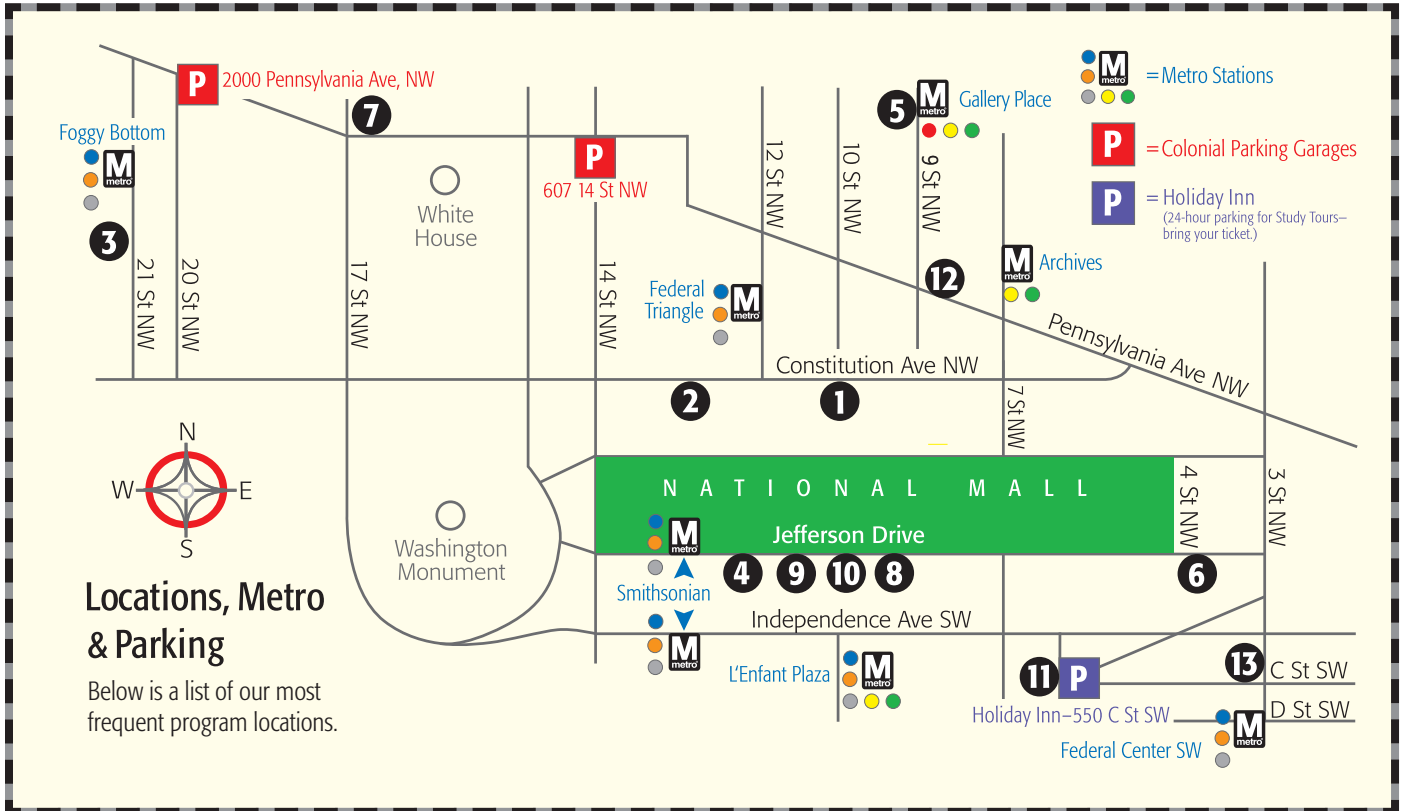 P 2000 Pennsylvania Ave, NW
7
Foggy Bottom
M
metro
3
21 St NW
20 St NW
17 St NW
White
House
P
607 14 St NW
14 St NW
12 St NW
10 St NW
5
M
metro
Gallery Place
9 St NW
M
metro
=Metro Stations
P
=Colonial Parking Garages
P
= Holiday Inn
(24-hour parking for Study Tours–
bring your ticket.)
Federal
Triangle
M
metro
12
M
metro
Archives
Pennsylvania Ave NW
Constitution Ave NW
2
1
7 St NW
N
W
E
S
NATIONAL MALL
Jefferson Drive
4 St NW
3 St NW
Washington
Monument
M
metro
Smithsonian
M
metro
4
9
10
8
6
Independence Ave SW
L'Enfant Plaza
M
metro
11
P
Holiday Inn–550 C St SW
13
C St SW
D St SW
M
metro
Federal Center SW
Locations, Metro
& Parking
Below is a list of our most
frequent program locations.